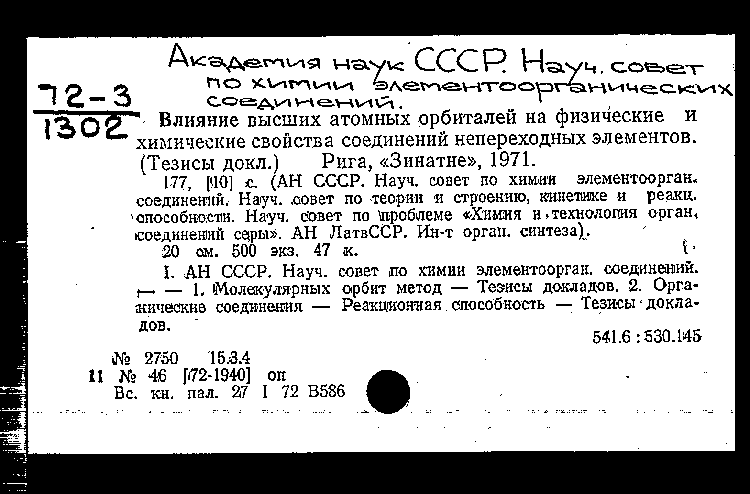 Академия наук СССР. Науч. совет
по химии элементоорганических
соединений.
72-3
1302
Влияние высших атомных орбиталей на физические и
химические свойства соединений непереходных элементов.
(Тезисы докл.) Рига, «Зинатне», 1971.
177, [10] с. (АН СССР. Науч. совет по химии элементоорган.
соединений. Науч. совет по теории и строению, кинетике и реакц.
способности. Науч. совет по проблеме «Химия и технология орган.
соединений серы». АН ЛатвССР. Ин-т орган. синтеза).
20 см. 500 экз. 47 к.
I. АН СССР. Науч. совет по химии элементоорган. соединений.
— 1. Молекулярных орбит метод — Тезисы докладов. 2. Орга-
нические соединения — Реакционная способность — Тезисы докла-
дов.
541.6 : 530.145
№ 2750 15.3.4
11 № 46 [72-1940] оп
Вс. кн. пал. 27 I 72 В586